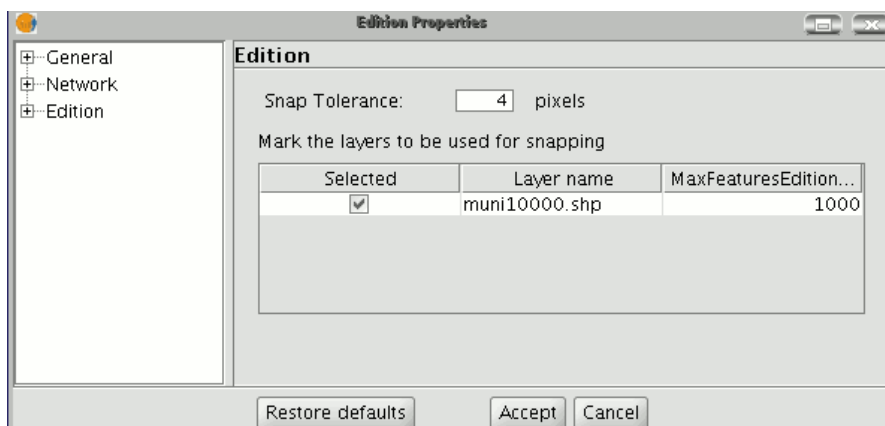 Edition Properties
General
Network
Edition
Edition
Snap Tolerance: 4 pixels
Mark the layers to be used for snapping
Selected Layer name MaxFeaturesEdition...
muni10000.shp 1000
Restore defaults Accept Cancel